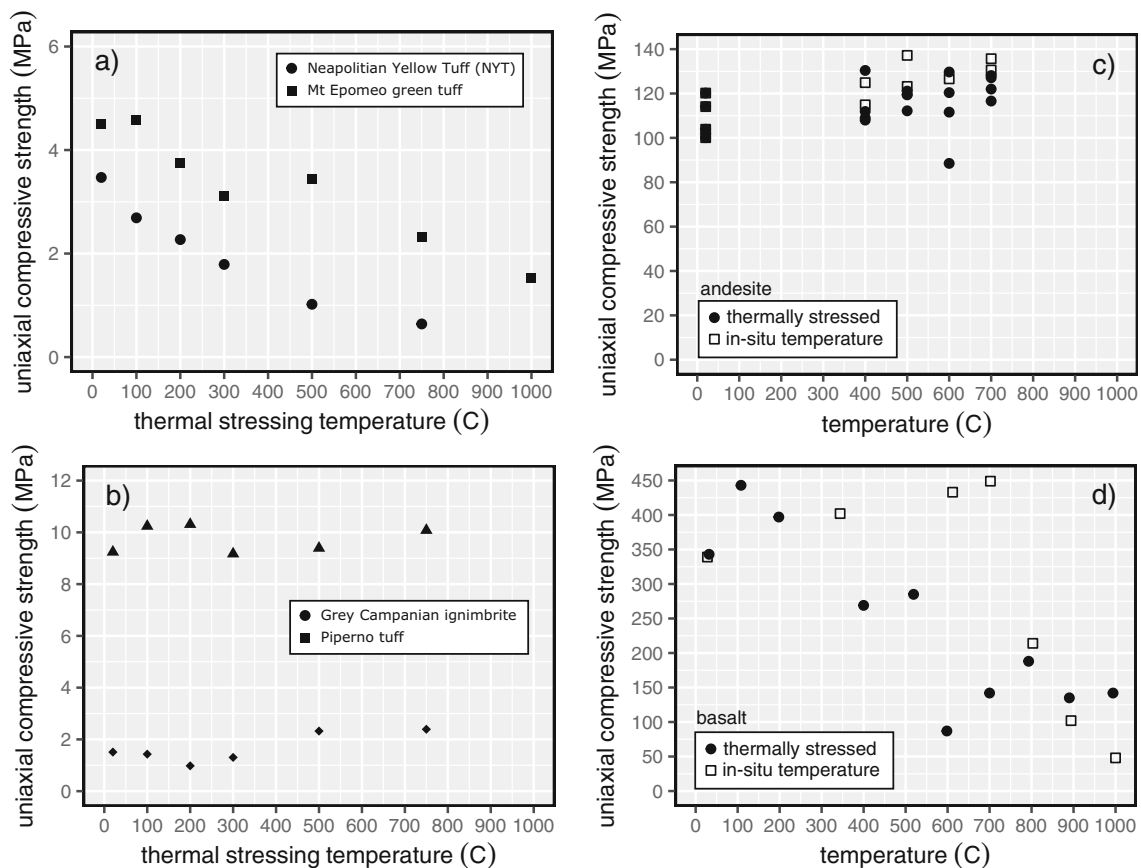 a)
uniaxial compressive strength (MPa)
6
4
2
0
Neapolitian Yellow Tuff (NYT)
Mt Epomeo green tuff
0 100 200 300 400 500 600 700 800 900 1000
thermal stressing temperature (C)
c)
uniaxial compressive strength (MPa)
140
120
100
80
60
40
20
0
andesite
thermally stressed
in-situ temperature
0 100 200 300 400 500 600 700 800 900 1000
temperature (C)
b)
uniaxial compressive strength (MPa)
12
10
8
6
4
2
0
Grey Campanian ignimbrite
Piperno tuff
0 100 200 300 400 500 600 700 800 900 1000
thermal stressing temperature (C)
d)
uniaxial compressive strength (MPa)
450
400
350
300
250
200
150
100
50
0
basalt
thermally stressed
in-situ temperature
0 100 200 300 400 500 600 700 800 900 1000
temperature (C)